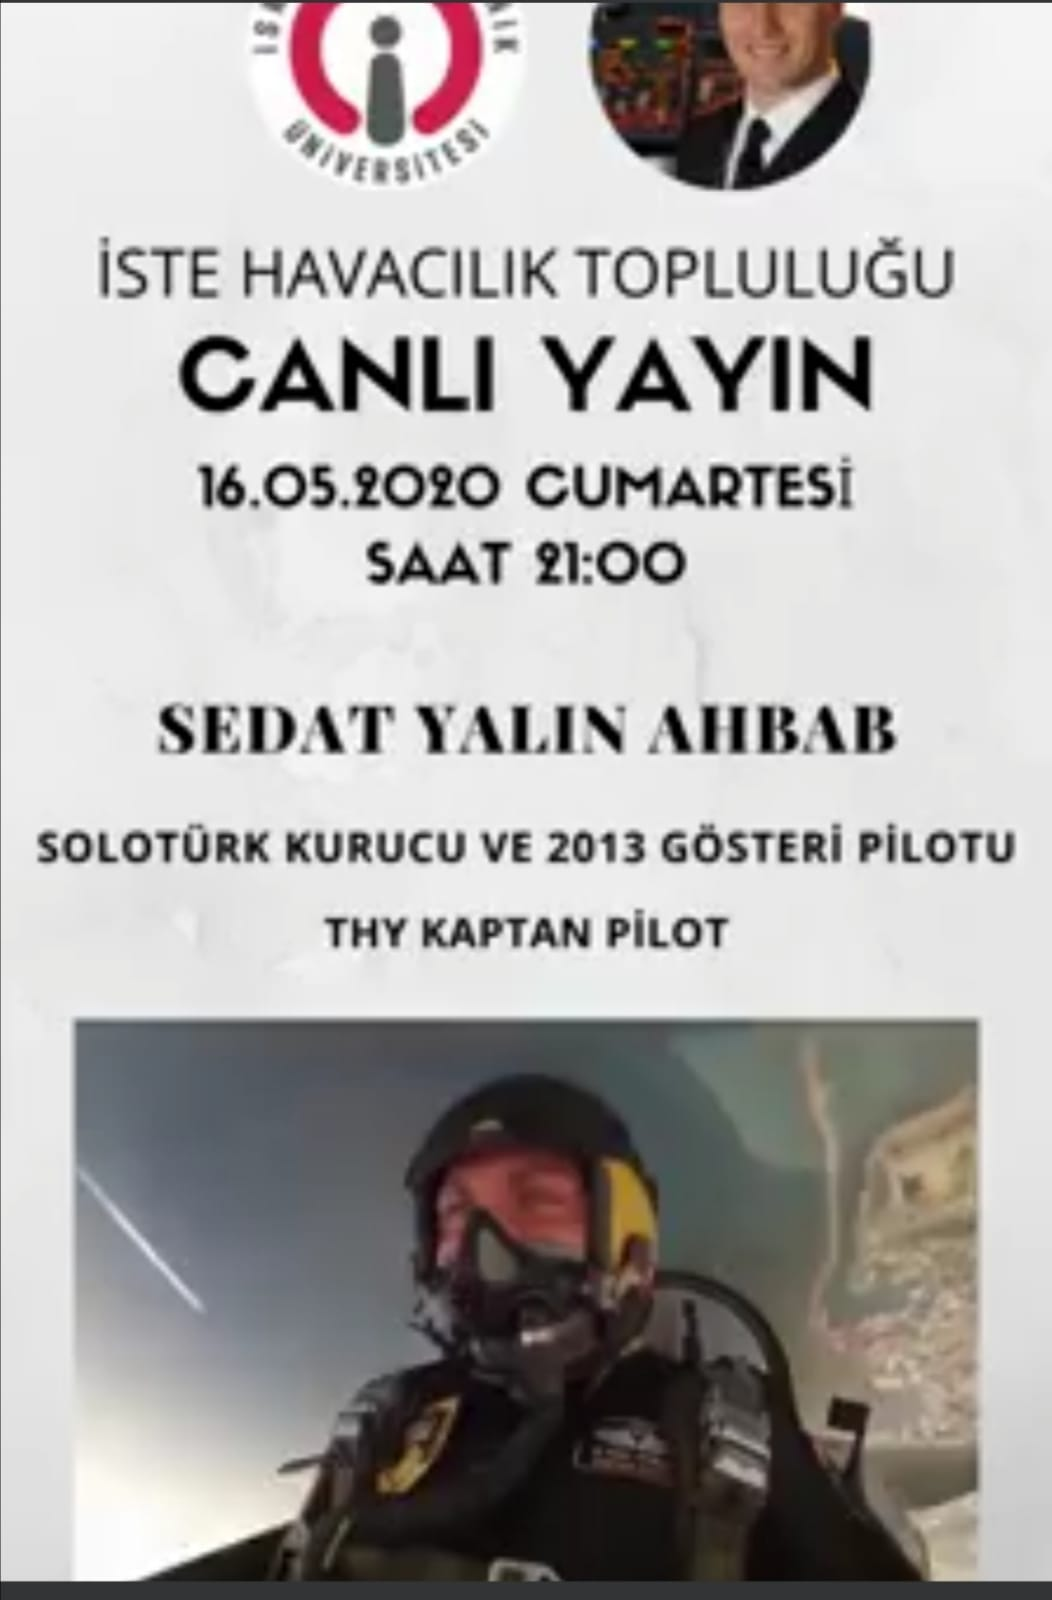 ÜNİVERSİTESİ
İSTE HAVACILIK TOPLULUĞU
CANLI YAYIN
16.05.2020 CUMARTESİ
SAAT 21:00
SEDAT YALIN AHBAB
SOLOTÜRK KURUCU VE 2013 GÖSTERİ PİLOTU
THY KAPTAN PİLOT